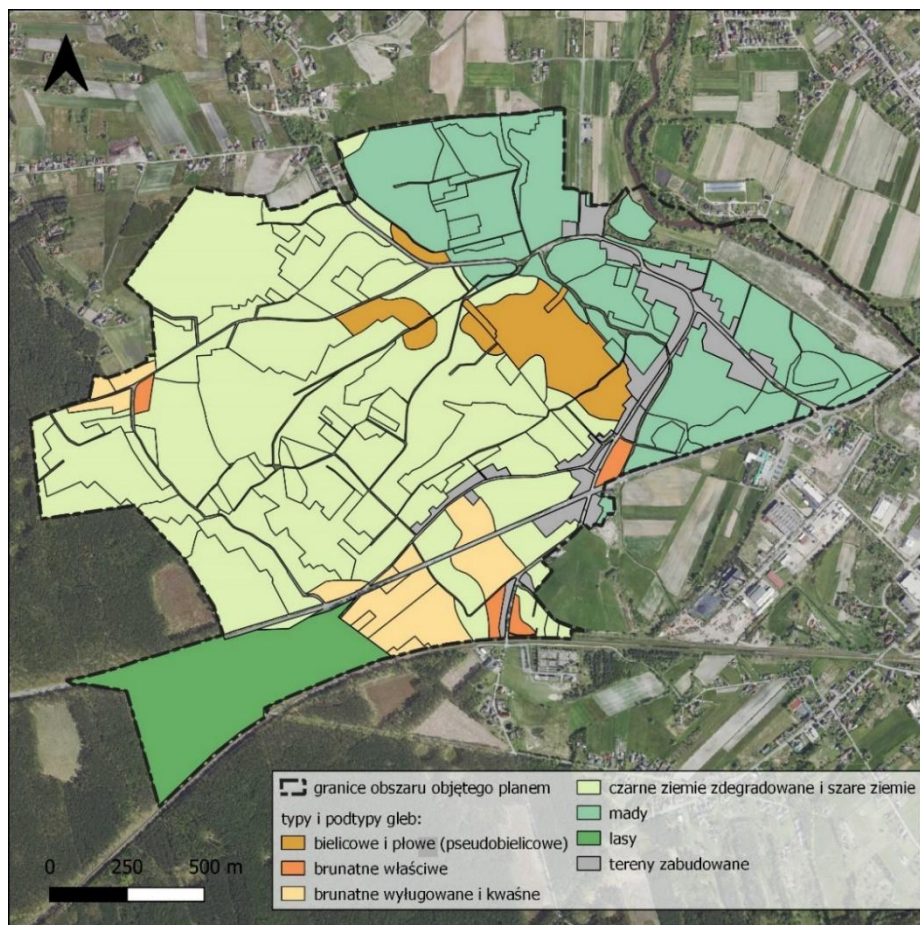 granice obszaru objętego planem
typy i podtypy gleb:
bielicowe i płowe (pseudobielicowe)
brunatne właściwe
brunatne wyługowane i kwaśne
czarne ziemie zdegradowane i szare ziemie
mady
lasy
tereny zabudowane
0 250 500 m